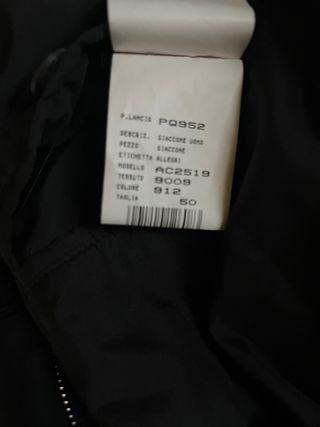 P.LANCIO PQ952
DESCRIZ. GIACCONE UOMO
PEZZO GIACCONE
ETICHETTA ALLEGRI
MODELLO AC2519
TESSUTO 9009
COLORE 912
TAGLIA 50